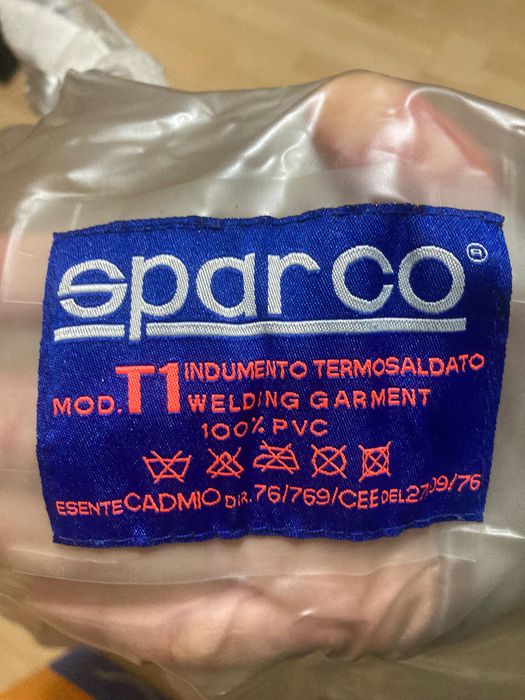 sparco®
MOD. T1 INDUMENTO TERMOSALDATO
WELDING GARMENT
100% PVC
ESENTE CADMIO DIR. 76/769/CEE DEL 27/09/76